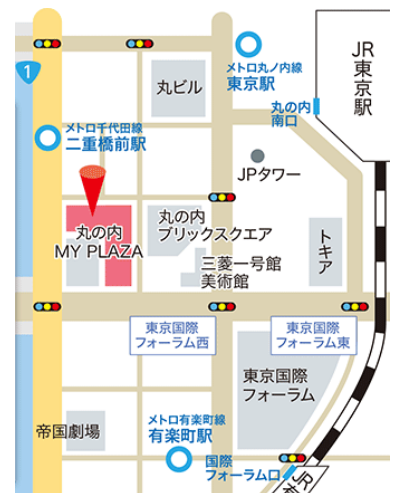 JR
東
京
駅
メトロ丸ノ内線
東京駅
1
丸ビル
丸の内
南口
メトロ千代田線
二重橋前駅
JPタワー
丸の内
MY PLAZA
丸の内
ブリックスクエア
トキア
三菱一号館
美術館
東京国際
フォーラム西
東京国際
フォーラム東
東京国際
フォーラム
帝国劇場
メトロ有楽町線
有楽町駅
国際
フォーラム口
JR